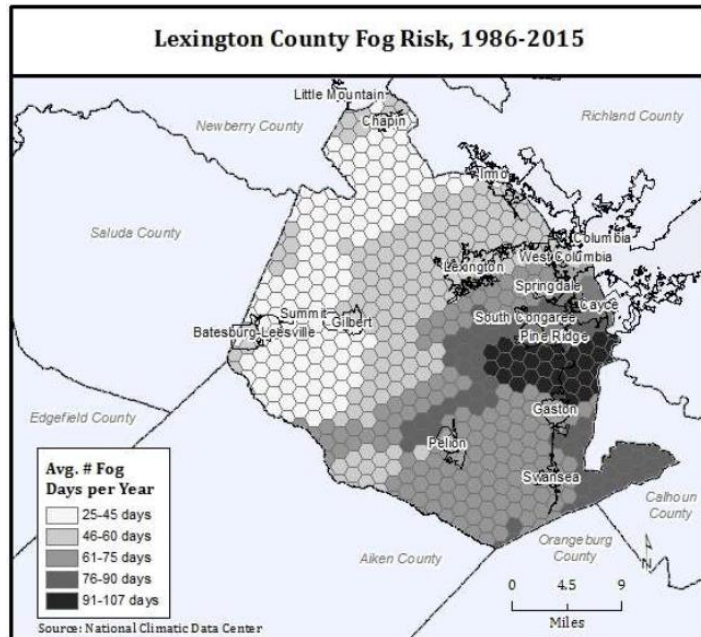 Lexington County Fog Risk, 1986-2015
Little Mountain
Chapin
Newberry County
Richland County
Irmo
Saluda County
Columbia
West Columbia
Lexington
Springdale
Cayce
Summit
Gilbert
South Congaree
Batesburg-Leesville
Pine Ridge
Edgefield County
Gaston
Pelion
Swansea
Calhoun
County
Orangeburg
County
Aiken County
N
Avg. # Fog
Days per Year
25-45 days
46-60 days
61-75 days
76-90 days
91-107 days
0 4.5 9
Miles
Source: National Climatic Data Center